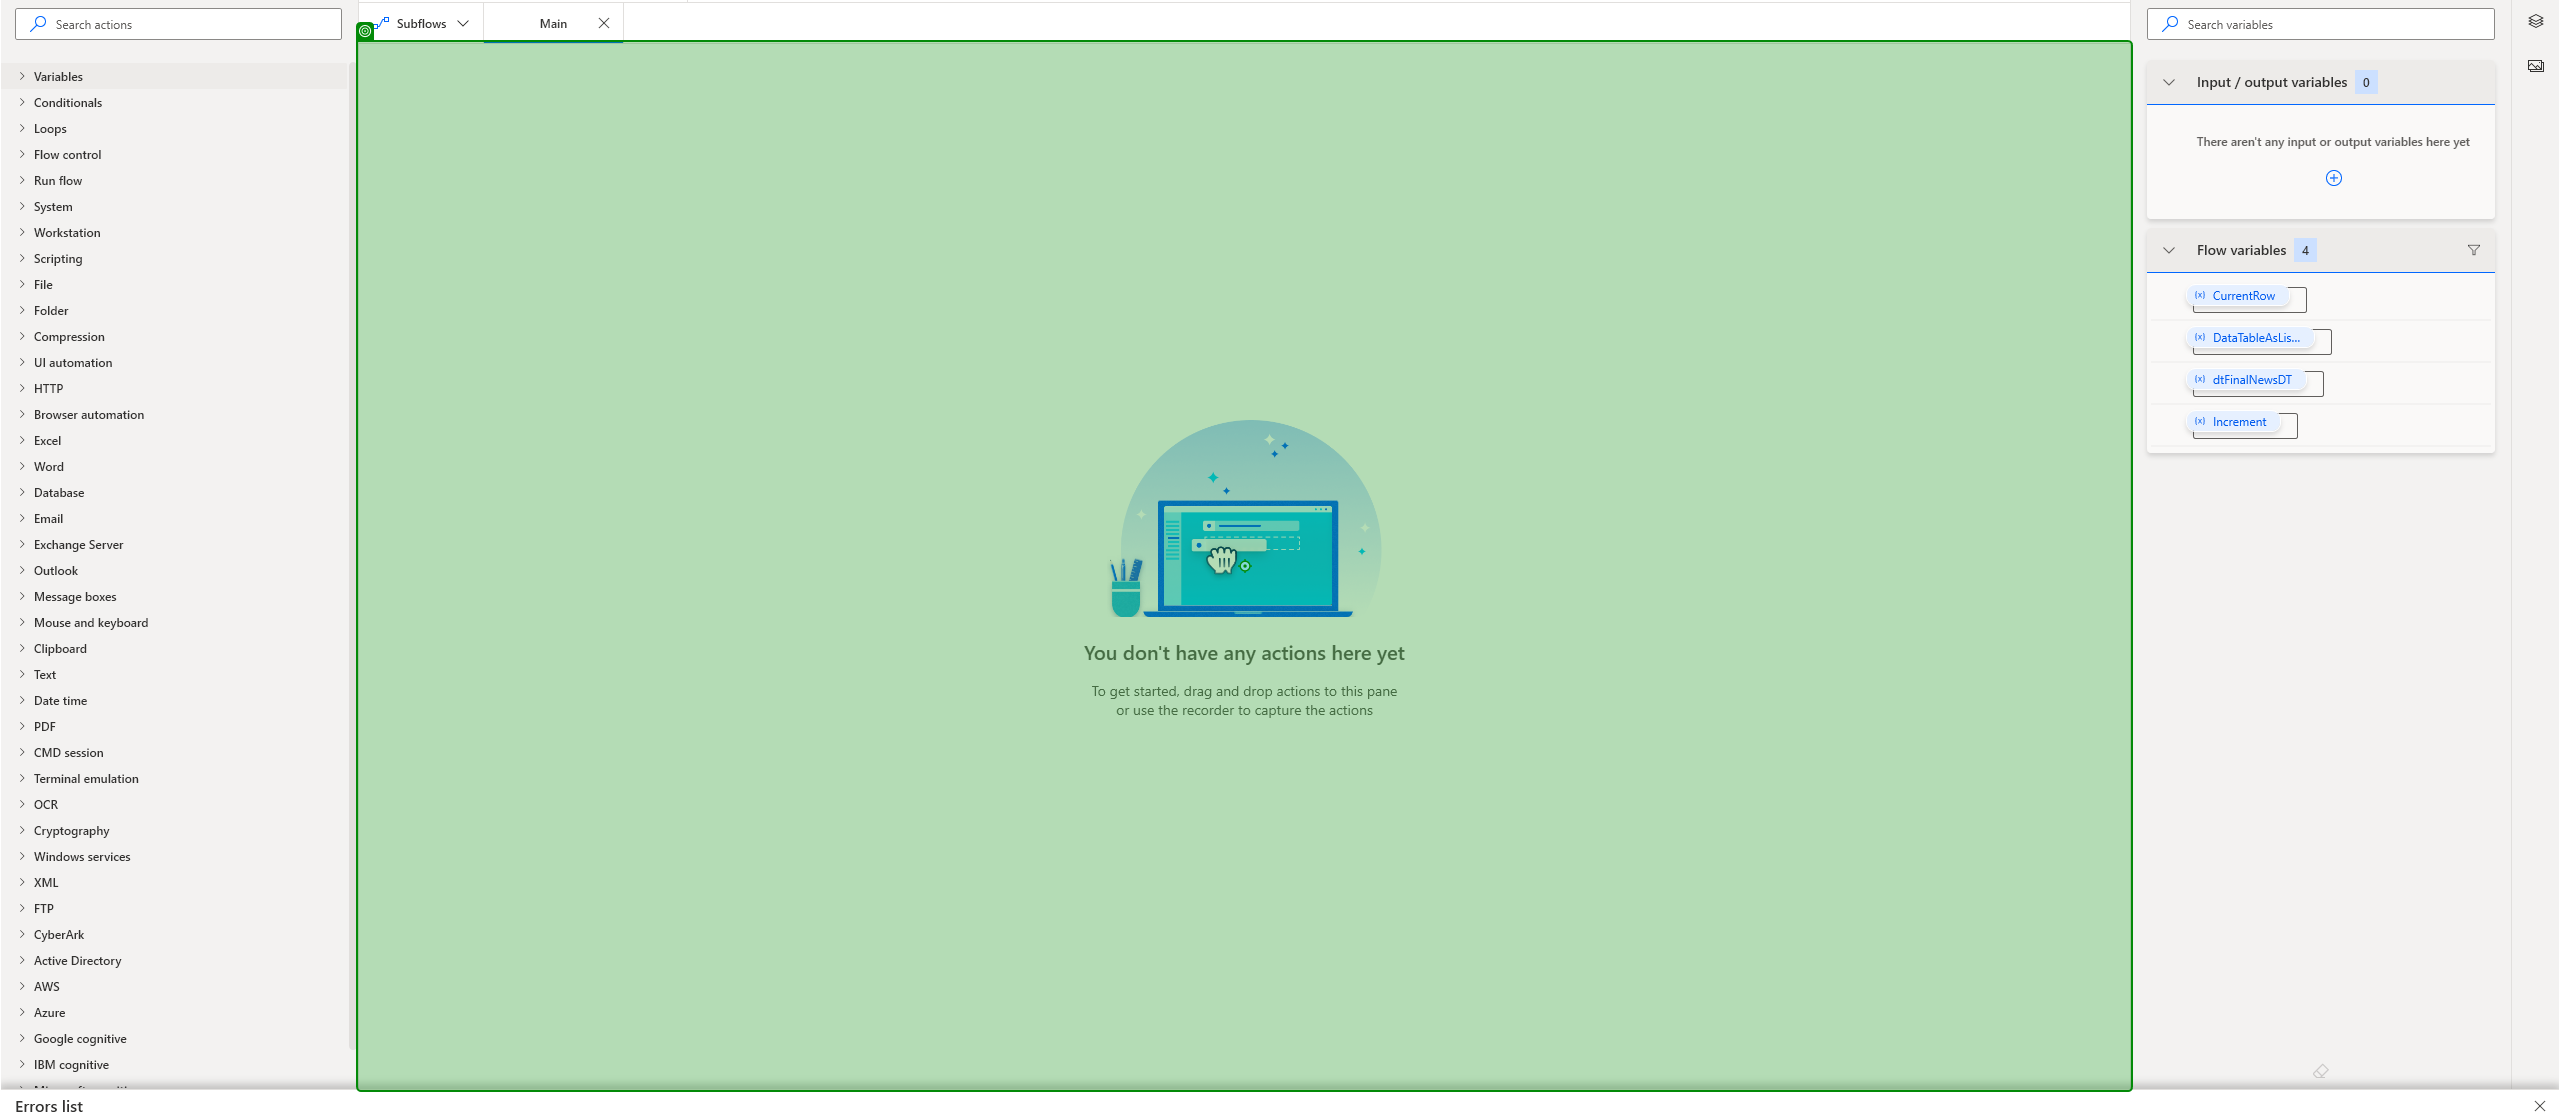 Search actions
Variables
Conditionals
Loops
Flow control
Run flow
System
Workstation
Scripting
File
Folder
Compression
UI automation
HTTP
Browser automation
Excel
Word
Database
Email
Exchange Server
Outlook
Message boxes
Mouse and keyboard
Clipboard
Text
Date time
PDF
CMD session
Terminal emulation
OCR
Cryptography
Windows services
XML
FTP
CyberArk
Active Directory
AWS
Azure
Google cognitive
IBM cognitive
Subflows
Main
You don't have any actions here yet
To get started, drag and drop actions to this pane
or use the recorder to capture the actions
Search variables
Input / output variables 0
There aren't any input or output variables here yet
Flow variables 4
(x) CurrentRow
(x) DataTableAsLis...
(x) dtFinalNewsDT
(x) Increment
Errors list